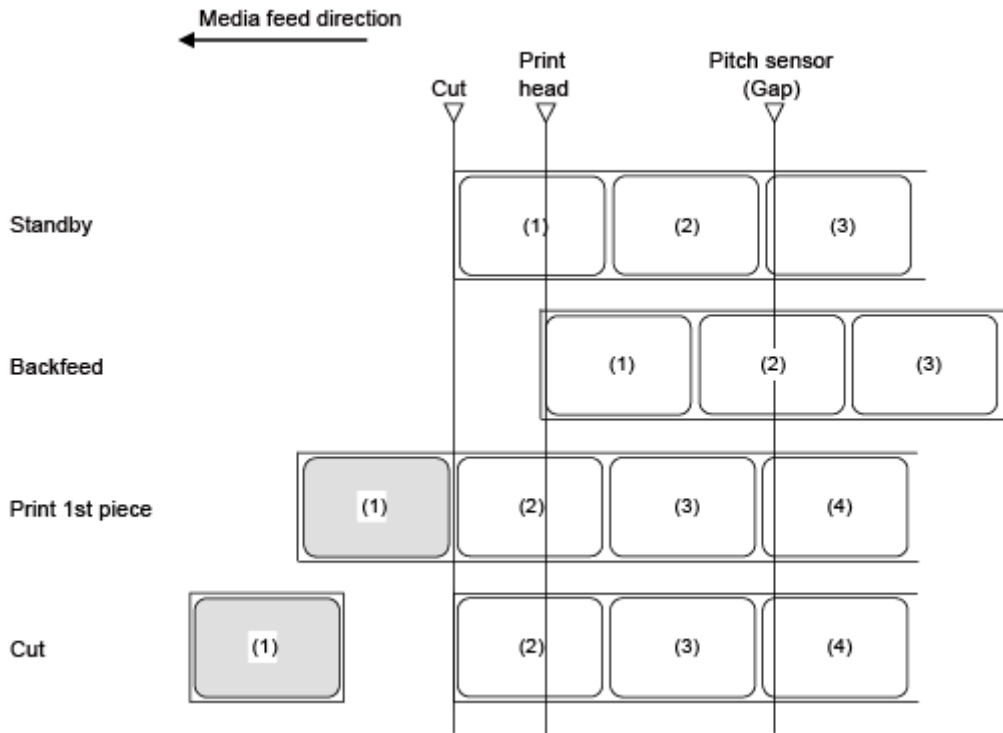 Media feed direction
Cut
Print
head
Pitch sensor
(Gap)
Standby
(1)
(2)
(3)
Backfeed
(1)
(2)
(3)
Print 1st piece
(1)
(2)
(3)
(4)
Cut
(1)
(2)
(3)
(4)